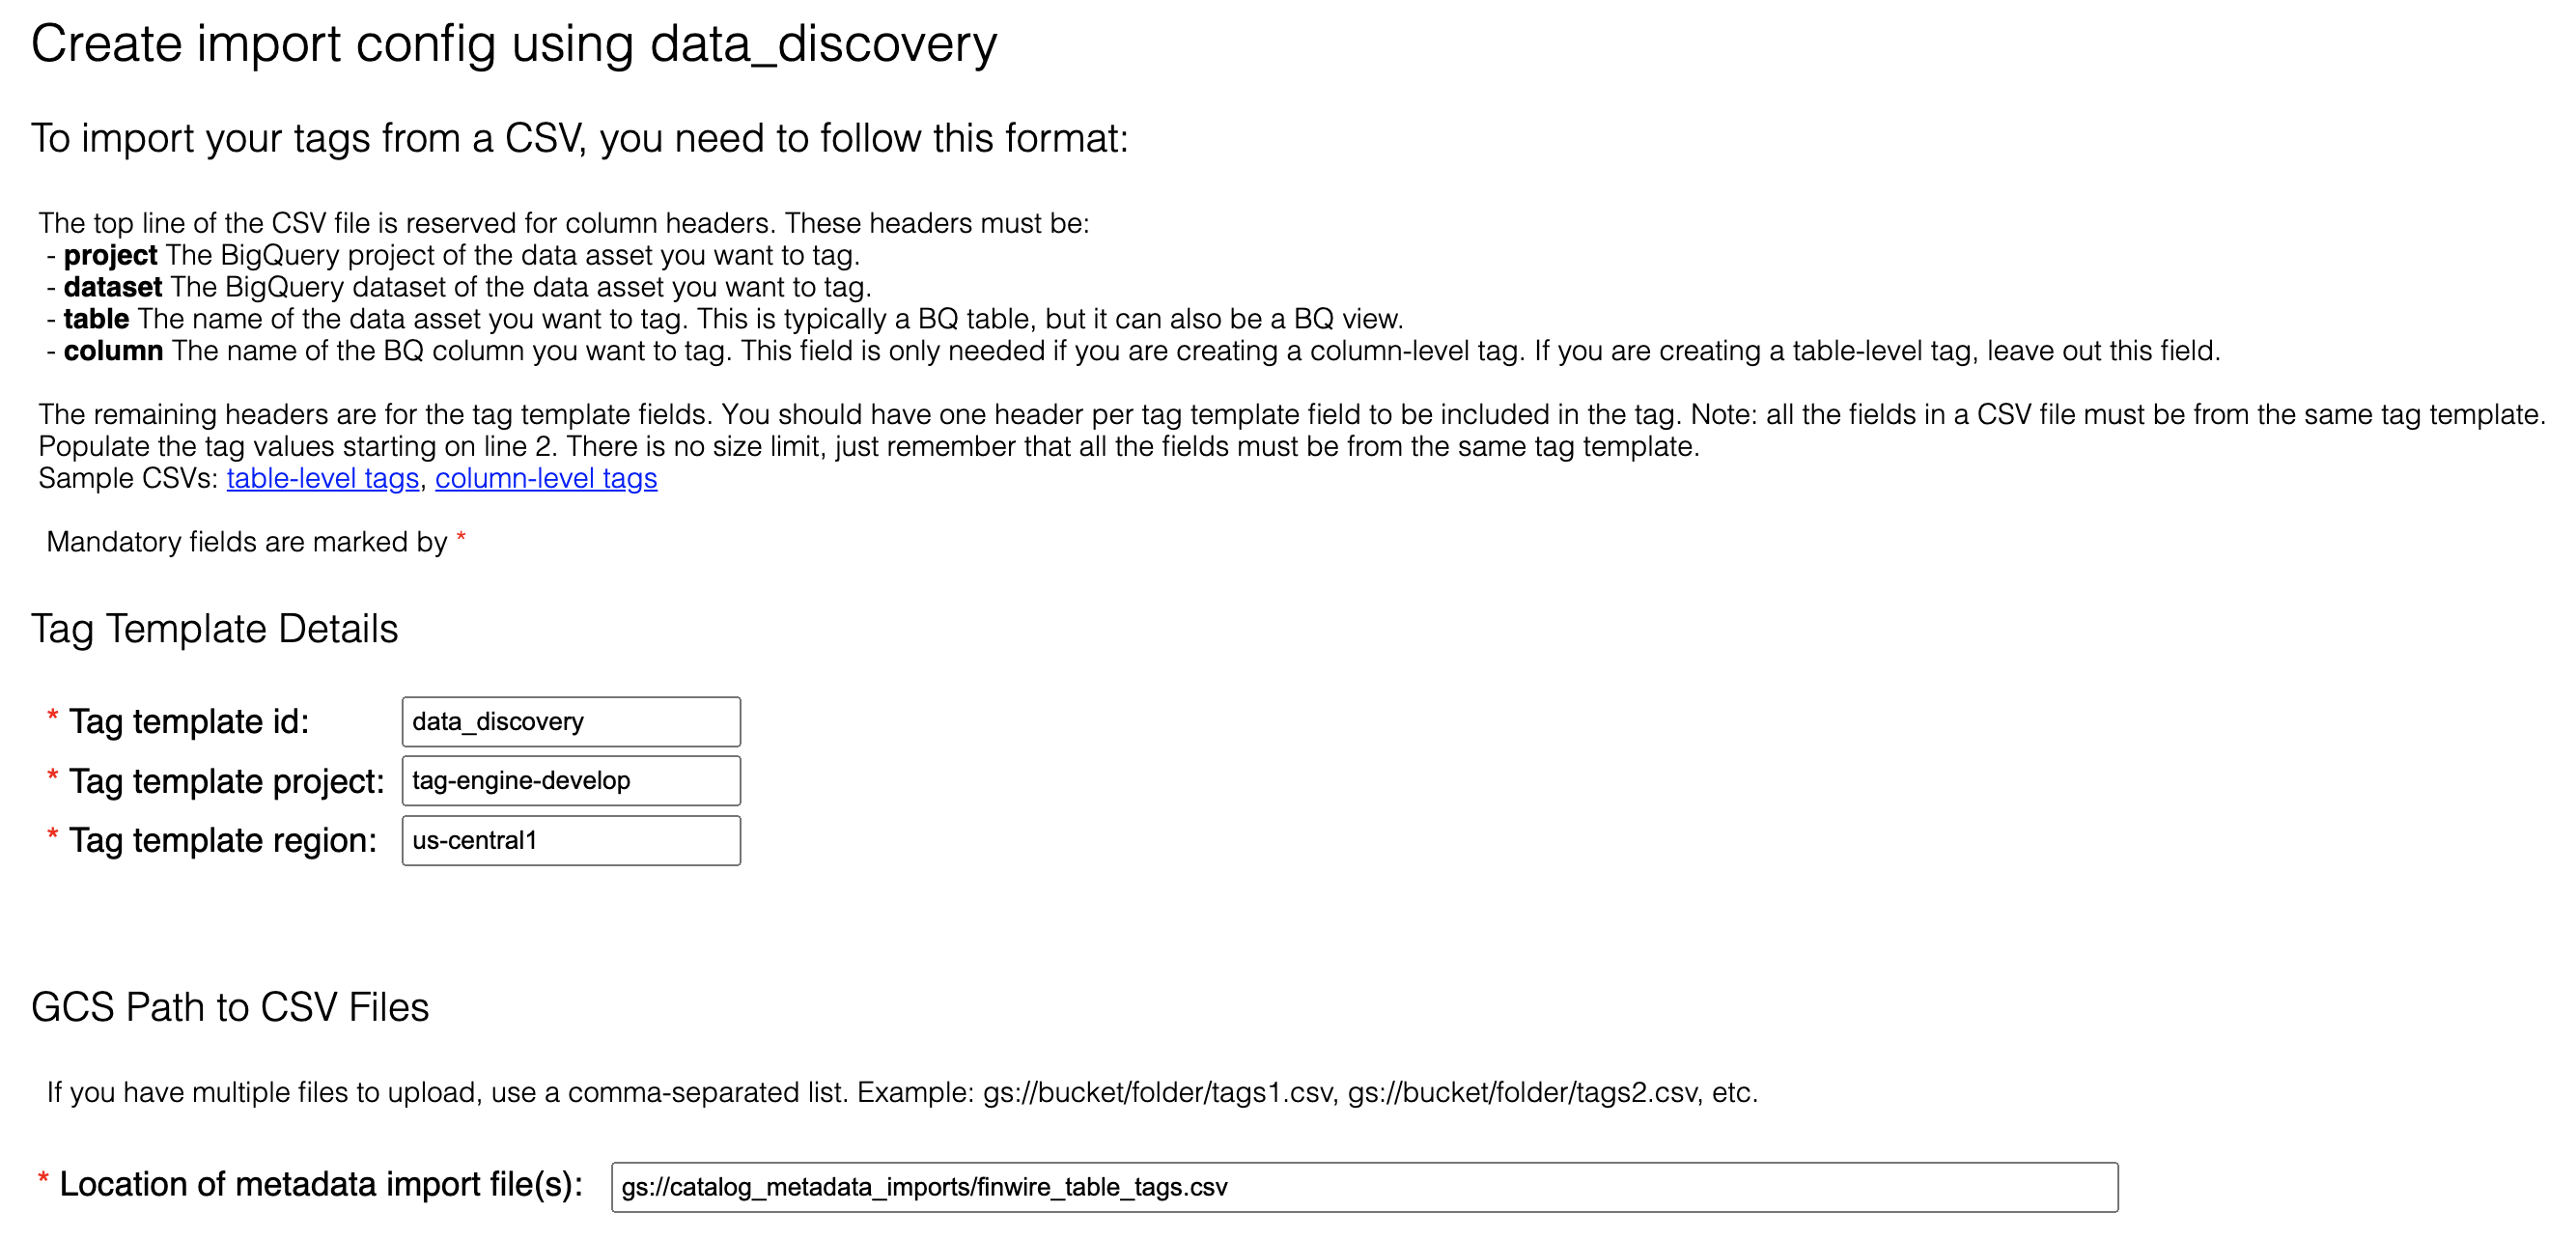 Create import config using data_discovery
To import your tags from a CSV, you need to follow this format:
The top line of the CSV file is reserved for column headers. These headers must be:
- project The BigQuery project of the data asset you want to tag.
- dataset The BigQuery dataset of the data asset you want to tag.
- table The name of the data asset you want to tag. This is typically a BQ table, but it can also be a BQ view.
- column The name of the BQ column you want to tag. This field is only needed if you are creating a column-level tag. If you are creating a table-level tag, leave out this field.
The remaining headers are for the tag template fields. You should have one header per tag template field to be included in the tag. Note: all the fields in a CSV file must be from the same tag template.
Populate the tag values starting on line 2. There is no size limit, just remember that all the fields must be from the same tag template.
Sample CSVs: table-level tags, column-level tags
Mandatory fields are marked by *
Tag Template Details
* Tag template id: data_discovery
* Tag template project: tag-engine-develop
* Tag template region: us-central1
GCS Path to CSV Files
If you have multiple files to upload, use a comma-separated list. Example: gs://bucket/folder/tags1.csv, gs://bucket/folder/tags2.csv, etc.
* Location of metadata import file(s): gs://catalog_metadata_imports/finwire_table_tags.csv